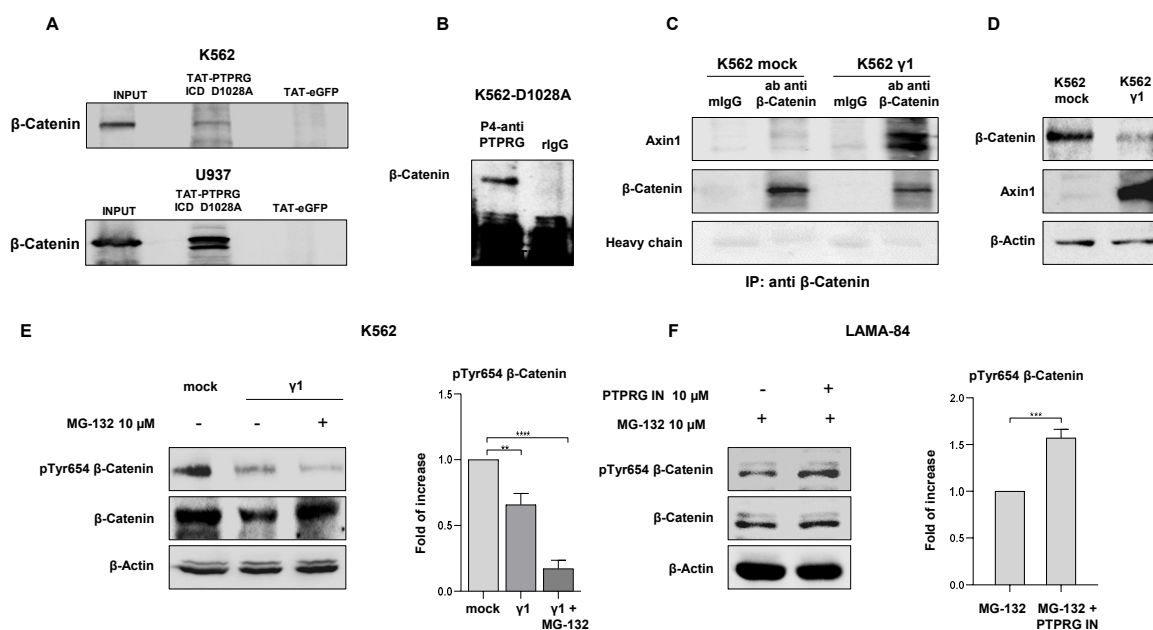 A
K562
INPUT
TAT-PTPRG
ICD D1028A
TAT-eGFP
β-Catenin
U937
INPUT
TAT-PTPRG
ICD D1028A
TAT-eGFP
β-Catenin
B
K562-D1028A
P4-anti
PTPRG
rIgG
β-Catenin
C
K562 mock
K562 γ1
mIgG
ab anti
β-Catenin
mIgG
ab anti
β-Catenin
Axin1
β-Catenin
Heavy chain
IP: anti β-Catenin
D
K562
mock
K562
γ1
β-Catenin
Axin1
β-Actin
E
K562
mock
γ1
MG-132 10 μM
-
-
+
pTyr654 β-Catenin
β-Catenin
β-Actin
pTyr654 β-Catenin
Fold of increase
1.5
1.0
0.5
0.0
****
**
mock
γ1
γ1 +
MG-132
F
LAMA-84
PTPRG IN 10 μM
-
+
MG-132 10 μM
+
+
pTyr654 β-Catenin
β-Catenin
β-Actin
pTyr654 β-Catenin
Fold of increase
2.0
1.5
1.0
0.5
0.0
***
MG-132
MG-132 +
PTPRG IN